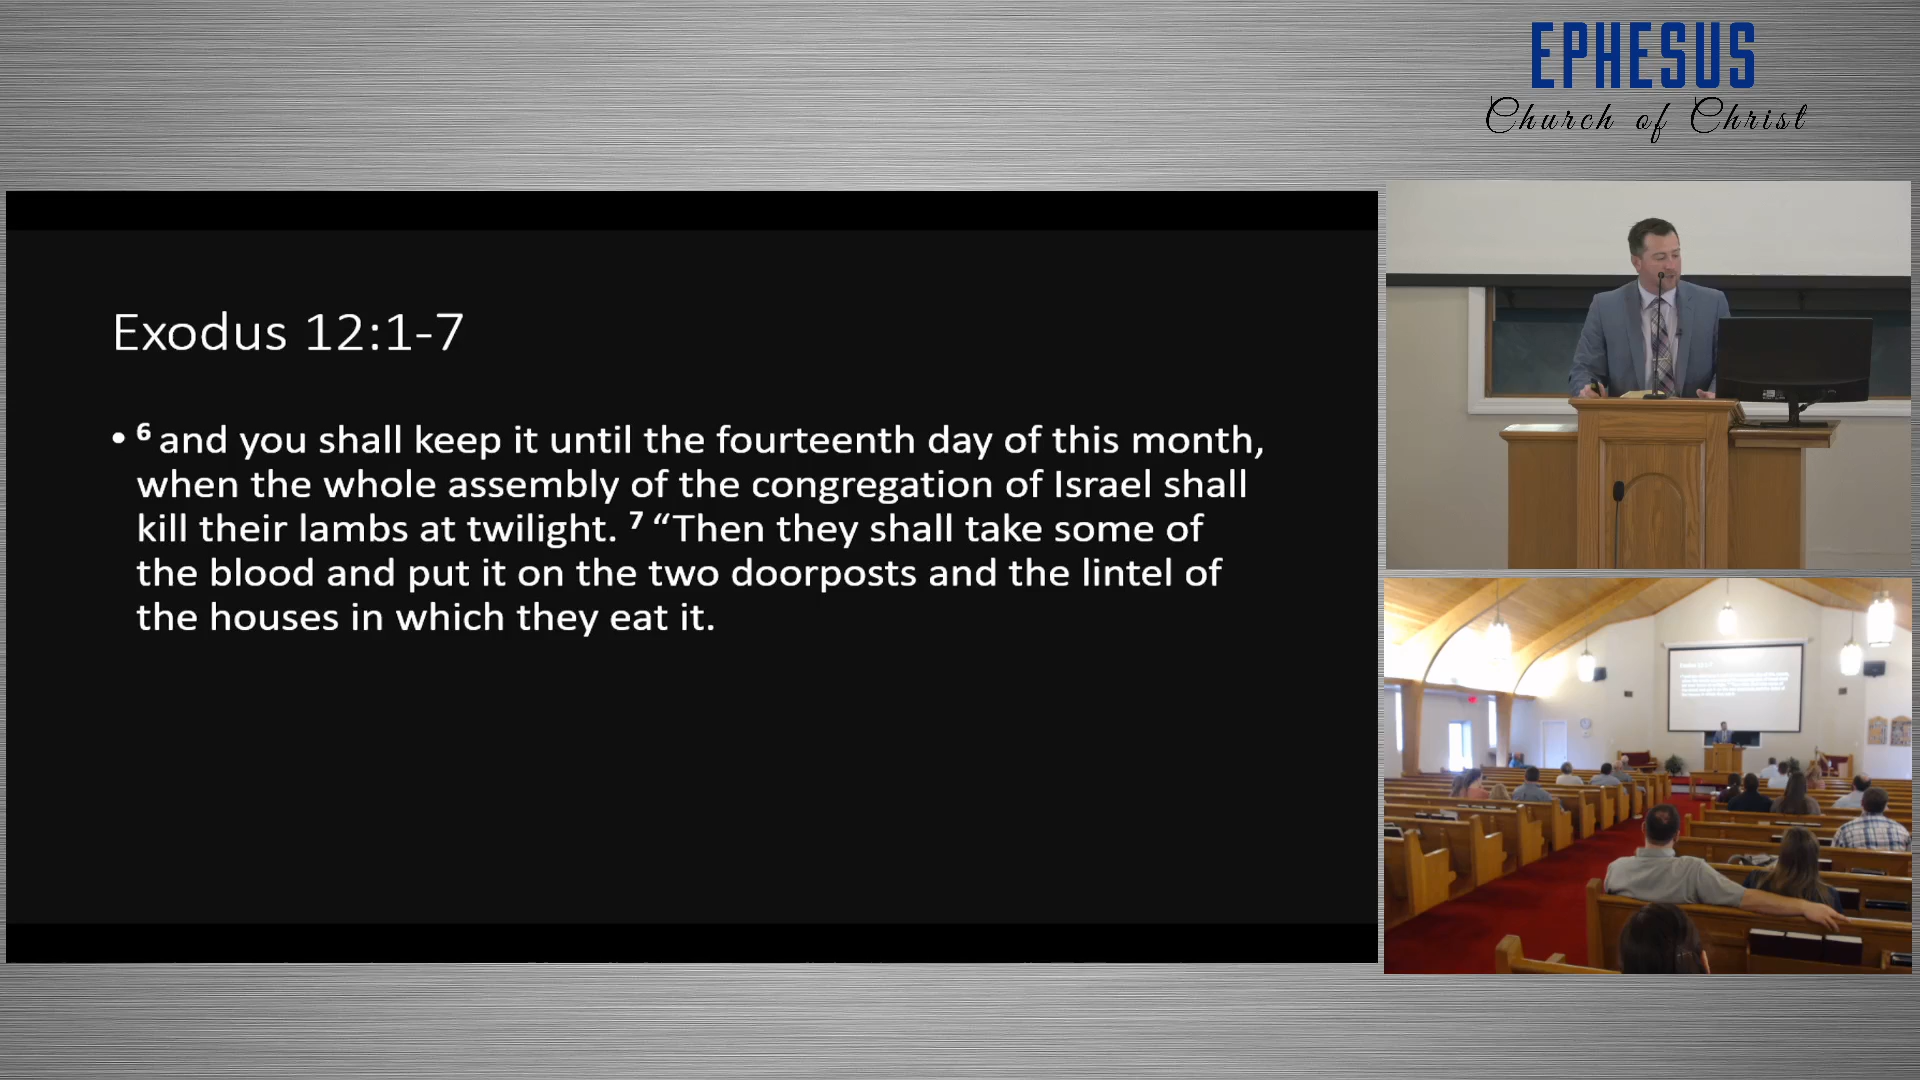 EPHESUS
Church of Christ
Exodus 12:1-7
• 6 and you shall keep it until the fourteenth day of this month,
when the whole assembly of the congregation of Israel shall
kill their lambs at twilight. 7 “Then they shall take some of
the blood and put it on the two doorposts and the lintel of
the houses in which they eat it.